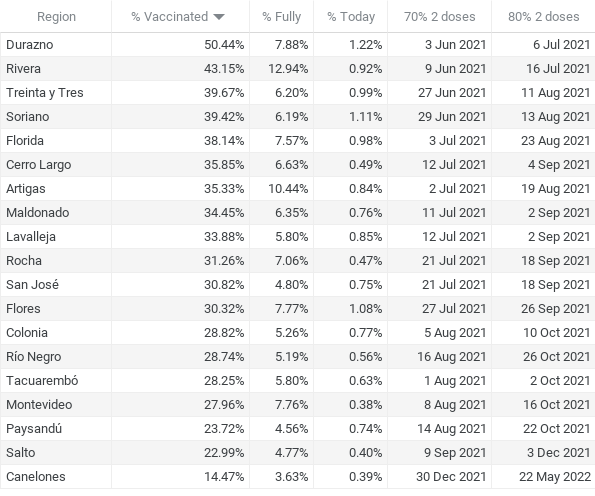 Region % Vaccinated % Fully % Today 70% 2 doses 80% 2 doses
Durazno 50.44% 7.88% 1.22% 3 Jun 2021 6 Jul 2021
Rivera 43.15% 12.94% 0.92% 9 Jun 2021 16 Jul 2021
Treinta y Tres 39.67% 6.20% 0.99% 27 Jun 2021 11 Aug 2021
Soriano 39.42% 6.19% 1.11% 29 Jun 2021 13 Aug 2021
Florida 38.14% 7.57% 0.98% 3 Jul 2021 23 Aug 2021
Cerro Largo 35.85% 6.63% 0.49% 12 Jul 2021 4 Sep 2021
Artigas 35.33% 10.44% 0.84% 2 Jul 2021 19 Aug 2021
Maldonado 34.45% 6.35% 0.76% 11 Jul 2021 2 Sep 2021
Lavalleja 33.88% 5.80% 0.85% 12 Jul 2021 2 Sep 2021
Rocha 31.26% 7.06% 0.47% 21 Jul 2021 18 Sep 2021
San José 30.82% 4.80% 0.75% 21 Jul 2021 18 Sep 2021
Flores 30.32% 7.77% 1.08% 27 Jul 2021 26 Sep 2021
Colonia 28.82% 5.26% 0.77% 5 Aug 2021 10 Oct 2021
Río Negro 28.74% 5.19% 0.56% 16 Aug 2021 26 Oct 2021
Tacuarembó 28.25% 5.80% 0.63% 1 Aug 2021 2 Oct 2021
Montevideo 27.96% 7.76% 0.38% 8 Aug 2021 16 Oct 2021
Paysandú 23.72% 4.56% 0.74% 14 Aug 2021 22 Oct 2021
Salto 22.99% 4.77% 0.40% 9 Sep 2021 3 Dec 2021
Canelones 14.47% 3.63% 0.39% 30 Dec 2021 22 May 2022